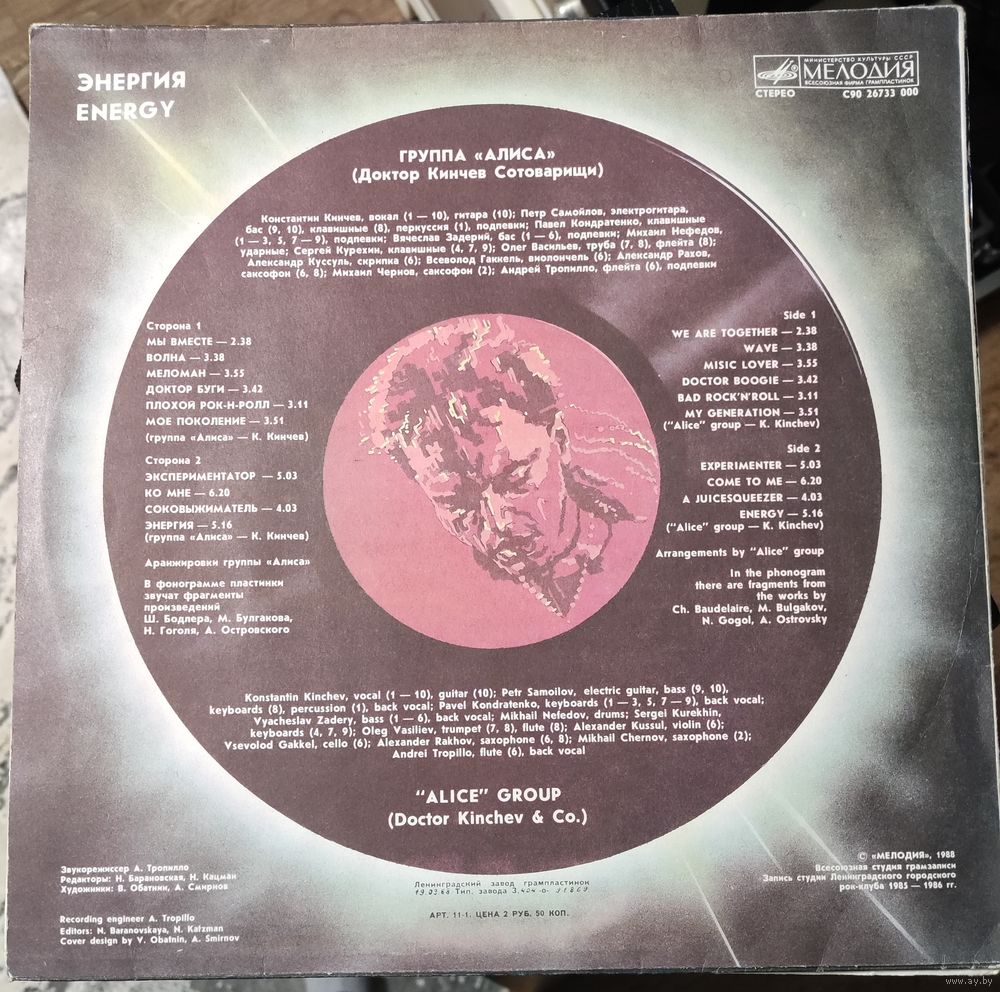 ЭНЕРГИЯ
ENERGY
МИНИСТЕРСТВО КУЛЬТУРЫ СССР
МЕЛОДИЯ
ВСЕСОЮЗНАЯ ФИРМА ГРАМПЛАСТИНОК
СТЕРЕО С90 26733 000
ГРУППА «АЛИСА»
(Доктор Кинчев Сотоварищи)
Константин Кинчев, вокал (1 — 10), гитара (10); Петр Самойлов, электрогитара,
бас (9, 10), клавишные (8), перкуссия (1), подпевки; Павел Кондратенко, клавишные
(1 — 3, 5, 7 — 9), подпевки; Вячеслав Задерий, бас (1 — 6), подпевки; Михаил Нефедов,
ударные; Сергей Курехин, клавишные (4, 7, 9); Олег Васильев, труба (7, 8), флейта (8);
Александр Куссуль, скрипка (6); Всеволод Гаккель, виолончель (6); Александр Рахов,
саксофон (6, 8); Михаил Чернов, саксофон (2); Андрей Тропилло, флейта (6), подпевки
Сторона 1
МЫ ВМЕСТЕ — 2.38
ВОЛНА — 3.38
МЕЛОМАН — 3.55
ДОКТОР БУГИ — 3.42
ПЛОХОЙ РОК-Н-РОЛЛ — 3.11
МОЕ ПОКОЛЕНИЕ — 3.51
(группа «Алиса» — К. Кинчев)
Сторона 2
ЭКСПЕРИМЕНТАТОР — 5.03
КО МНЕ — 6.20
СОКОВЫЖИМАТЕЛЬ — 4.03
ЭНЕРГИЯ — 5.16
(группа «Алиса» — К. Кинчев)
Аранжировки группы «Алиса»
В фонограмме пластинки
звучат фрагменты
произведений
Ш. Бодлера, М. Булгакова,
Н. Гоголя, А. Островского
Side 1
WE ARE TOGETHER — 2.38
WAVE — 3.38
MISIC LOVER — 3.55
DOCTOR BOOGIE — 3.42
BAD ROCK'N'ROLL — 3.11
MY GENERATION — 3.51
("Alice" group — K. Kinchev)
Side 2
EXPERIMENTER — 5.03
COME TO ME — 6.20
A JUICESQUEEZER — 4.03
ENERGY — 5.16
("Alice" group — K. Kinchev)
Arrangements by "Alice" group
In the phonogram
there are fragments from
the works by
Ch. Baudelaire, M. Bulgakov,
N. Gogol, A. Ostrovsky
Konstantin Kinchev, vocal (1 — 10), guitar (10); Petr Samoilov, electric guitar, bass (9, 10),
keyboards (8), percussion (1), back vocal; Pavel Kondratenko, keyboards (1 — 3, 5, 7 — 9), back vocal;
Vyacheslav Zadery, bass (1 — 6), back vocal; Mikhail Nefedov, drums; Sergei Kurekhin,
keyboards (4, 7, 9); Oleg Vasiliev, trumpet (7, 8), flute (8); Alexander Kussul, violin (6);
Vsevolod Gakkel, cello (6); Alexander Rakhov, saxophone (6, 8); Mikhail Chernov, saxophone (2);
Andrei Tropillo, flute (6), back vocal
"ALICE" GROUP
(Doctor Kinchev & Co.)
Звукорежиссер А. Тропилло
Редакторы: Н. Барановская, Н. Кацман
Художники: В. Обатнин, А. Смирнов
Recording engineer A. Tropillo
Editors: N. Baranovskaya, N. Katzman
Cover design by V. Obatnin, A. Smirnov
Ленинградский завод грампластинок
Тип. завода З.
АРТ. 11-1. ЦЕНА 2 РУБ. 50 КОП.
© «МЕЛОДИЯ», 1988
Всесоюзная студия грамзаписи
Запись студии Ленинградского городского
рок-клуба 1985 — 1986 гг.
www.ay.by